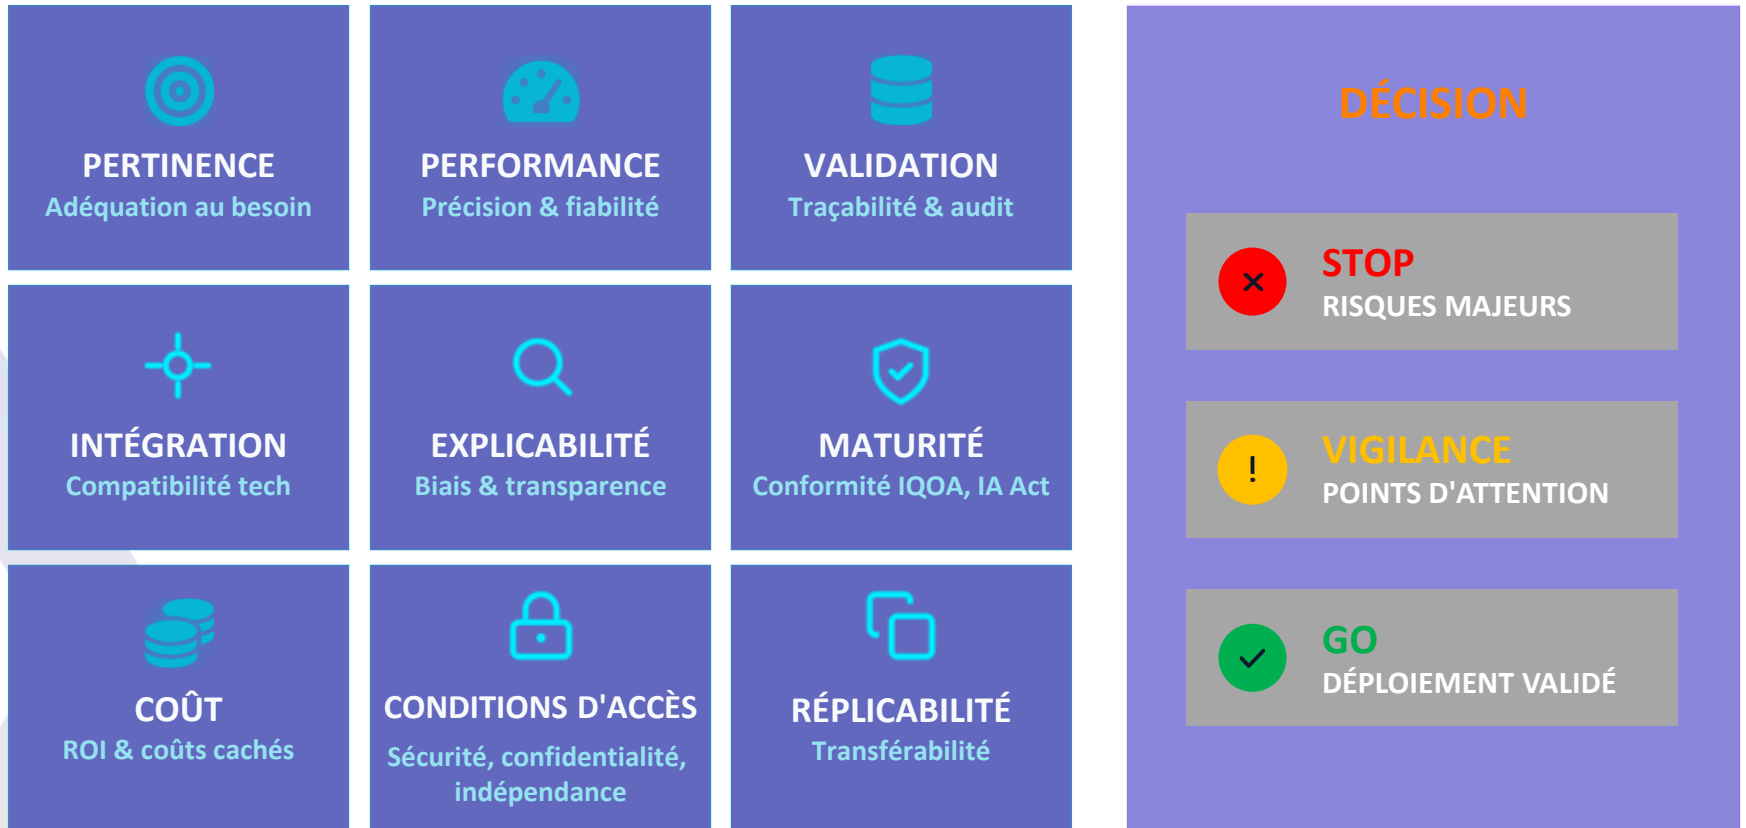 PERTINENCE
Adéquation au besoin
PERFORMANCE
Précision & fiabilité
VALIDATION
Traçabilité & audit
INTÉGRATION
Compatibilité tech
EXPLICABILITÉ
Biais & transparence
MATURITÉ
Conformité IQOA, IA Act
COÛT
ROI & coûts cachés
CONDITIONS D'ACCÈS
Sécurité, confidentialité,
indépendance
RÉPLICABILITÉ
Transférabilité
DÉCISION
STOP
RISQUES MAJEURS
!
VIGILANCE
POINTS D'ATTENTION
GO
DÉPLOIEMENT VALIDÉ